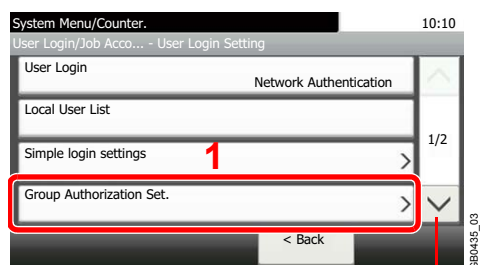 System Menu/Counter.
10:10
User Login/Job Acco... - User Login Setting
User Login
Network Authentication
Local User List
1/2
Simple login settings
1
Group Authorization Set.
< Back
GB0435_03